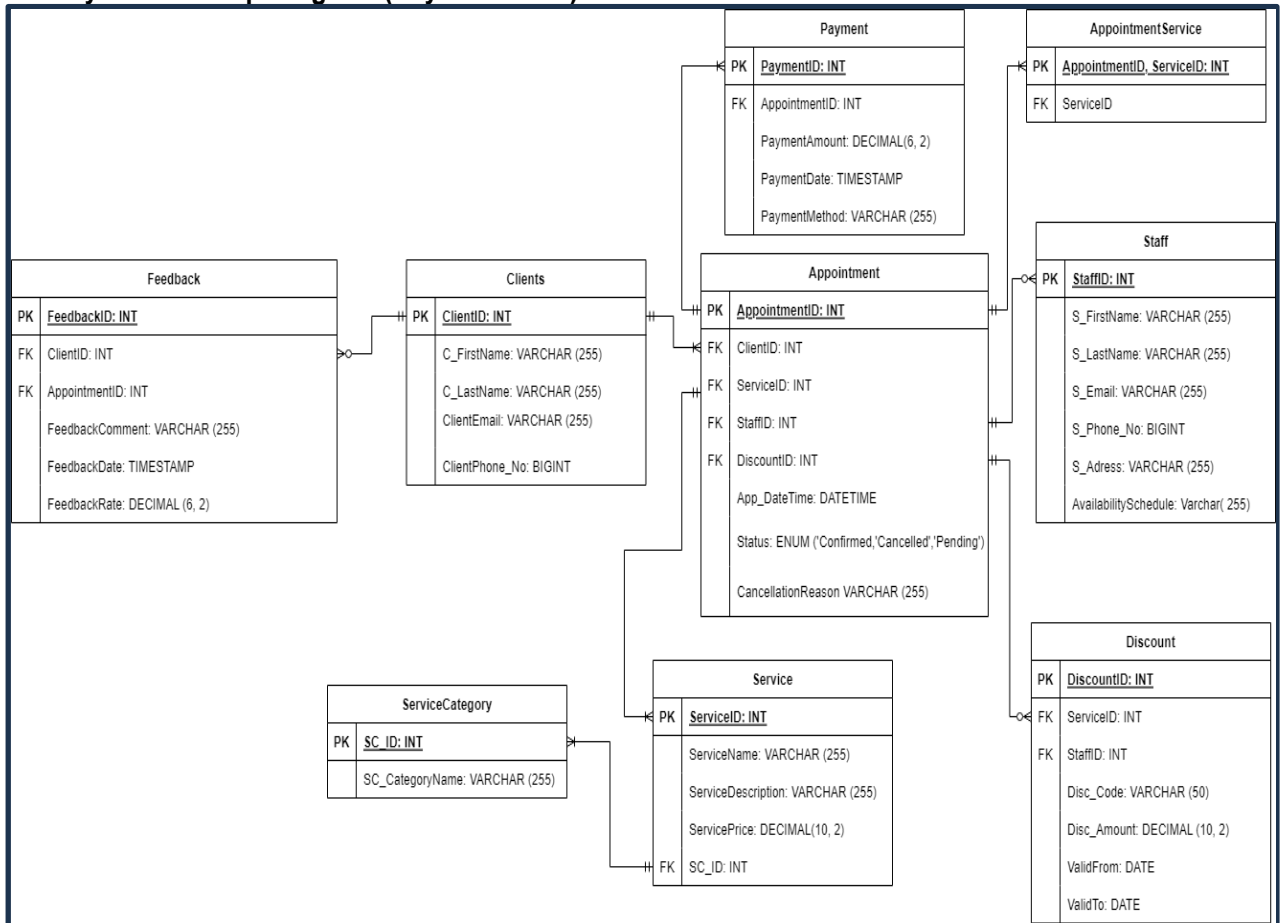 Payment
PK PaymentID: INT
FK AppointmentID: INT
PaymentAmount: DECIMAL(6, 2)
PaymentDate: TIMESTAMP
PaymentMethod: VARCHAR (255)
AppointmentService
PK AppointmentID, ServiceID: INT
FK ServiceID
Feedback
PK FeedbackID: INT
FK ClientID: INT
FK AppointmentID: INT
FeedbackComment: VARCHAR (255)
FeedbackDate: TIMESTAMP
FeedbackRate: DECIMAL (6, 2)
Clients
PK ClientID: INT
C_FirstName: VARCHAR (255)
C_LastName: VARCHAR (255)
ClientEmail: VARCHAR (255)
ClientPhone_No: BIGINT
Appointment
PK AppointmentID: INT
FK ClientID: INT
FK ServiceID: INT
FK StaffID: INT
FK DiscountID: INT
App_DateTime: DATETIME
Status: ENUM ('Confirmed,'Cancelled','Pending')
CancellationReason VARCHAR (255)
Staff
PK StaffID: INT
S_FirstName: VARCHAR (255)
S_LastName: VARCHAR (255)
S_Email: VARCHAR (255)
S_Phone_No: BIGINT
S_Adress: VARCHAR (255)
AvailabilitySchedule: Varchar( 255)
ServiceCategory
PK SC_ID: INT
SC_CategoryName: VARCHAR (255)
Service
PK ServiceID: INT
ServiceName: VARCHAR (255)
ServiceDescription: VARCHAR (255)
ServicePrice: DECIMAL(10, 2)
FK SC_ID: INT
Discount
PK DiscountID: INT
FK ServiceID: INT
FK StaffID: INT
Disc_Code: VARCHAR (50)
Disc_Amount: DECIMAL (10, 2)
ValidFrom: DATE
ValidTo: DATE